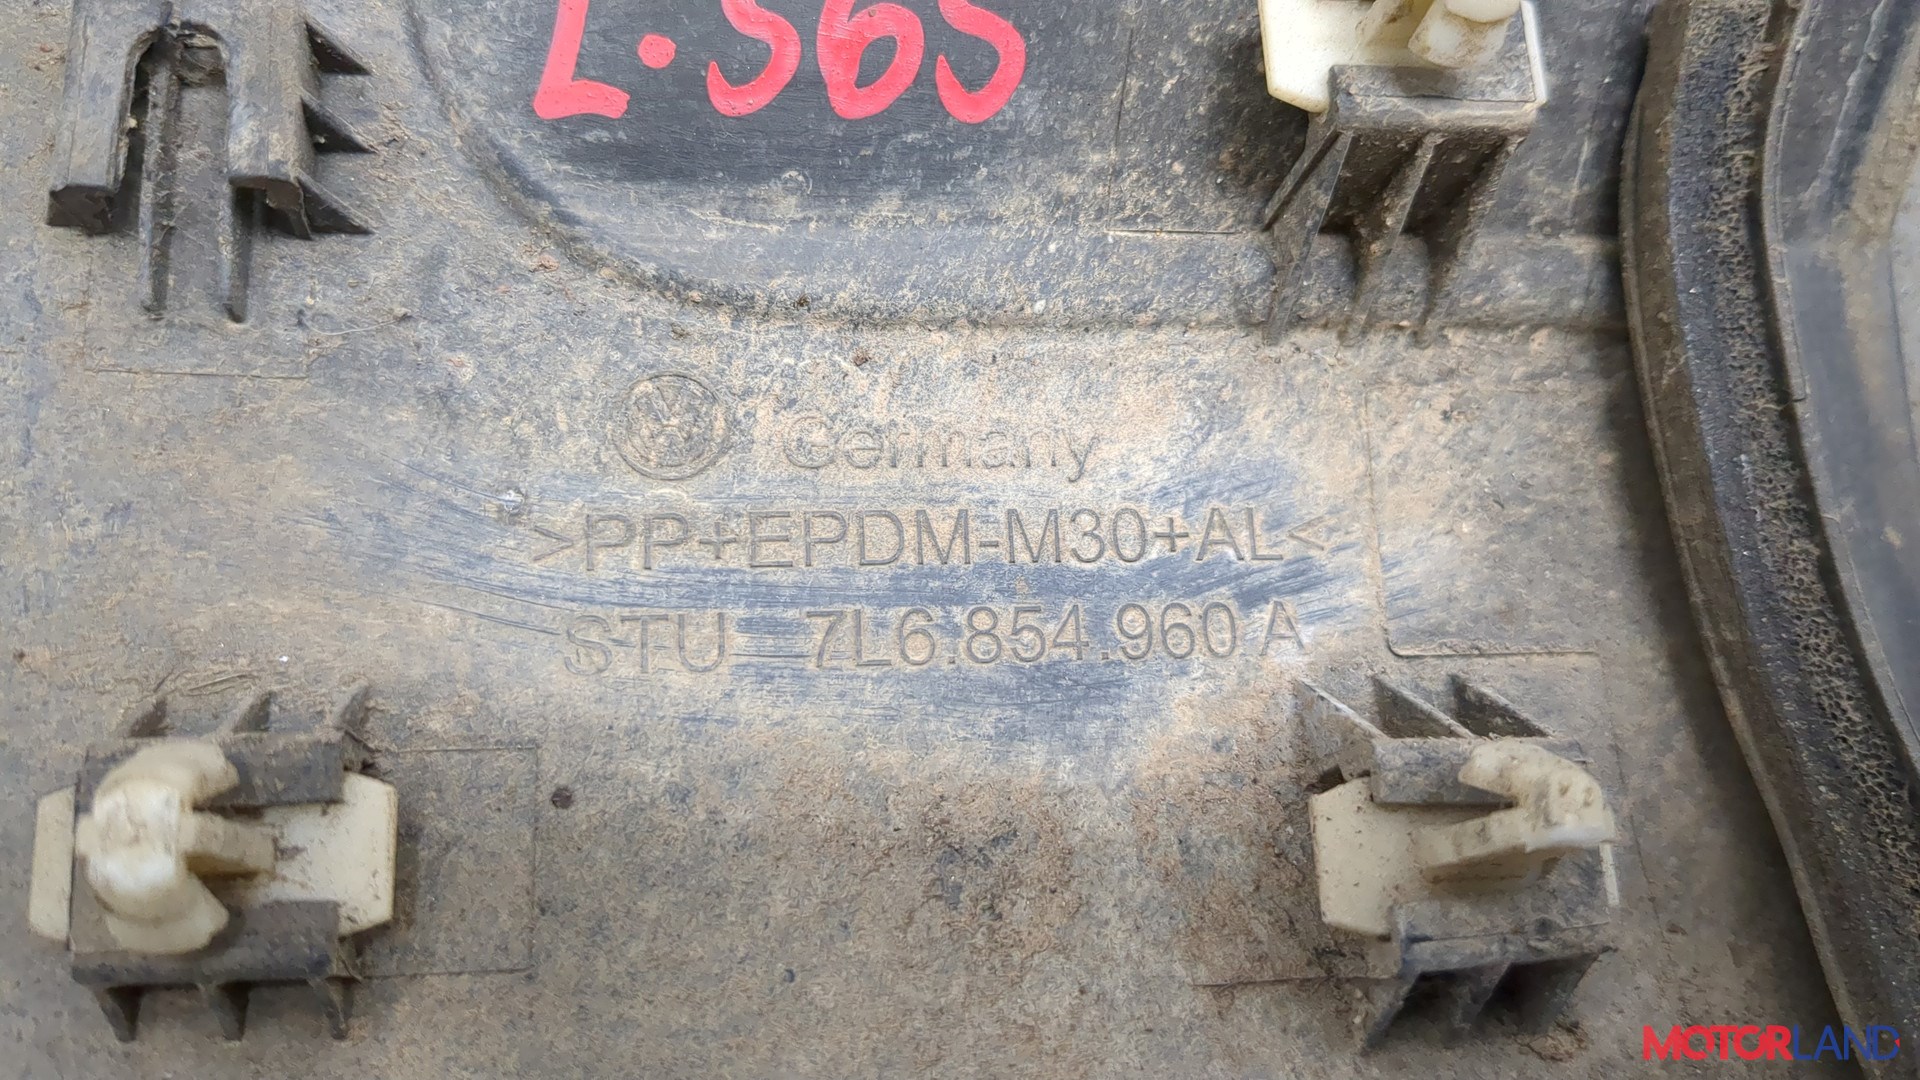 L.565
Germany
>PP+EPDM-M30+AL<
STU 7L6.854.960 A
MOTORLAND